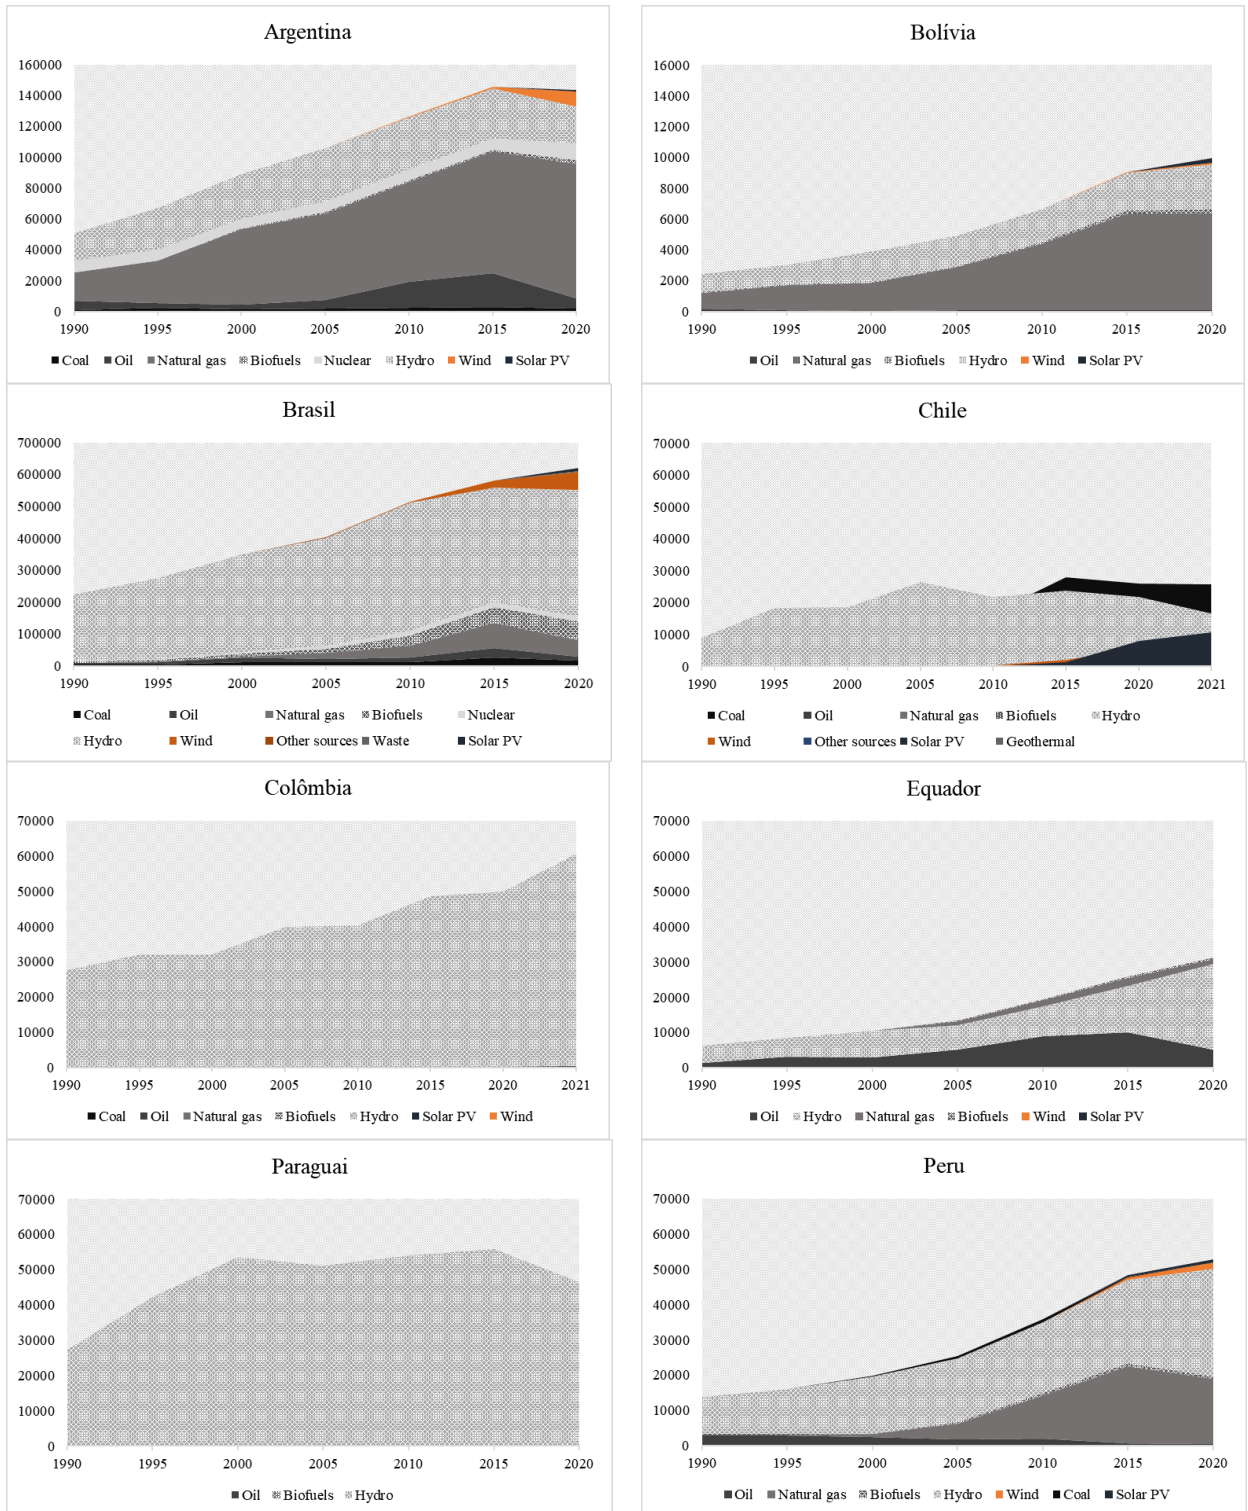 Argentina
160000
140000
120000
100000
80000
60000
40000
20000
0
1990 1995 2000 2005 2010 2015 2020
Coal Oil Natural gas Biofuels Nuclear Hydro Wind Solar PV
Bolívia
16000
14000
12000
10000
8000
6000
4000
2000
0
1990 1995 2000 2005 2010 2015 2020
Oil Natural gas Biofuels Hydro Wind Solar PV
Brasil
700000
600000
500000
400000
300000
200000
100000
0
1990 1995 2000 2005 2010 2015 2020
Coal Oil Natural gas Biofuels Nuclear
Hydro Wind Other sources Waste Solar PV
Chile
70000
60000
50000
40000
30000
20000
10000
0
1990 1995 2000 2005 2010 2015 2020 2021
Coal Oil Natural gas Biofuels Hydro
Wind Other sources Solar PV Geothermal
Colômbia
70000
60000
50000
40000
30000
20000
10000
0
1990 1995 2000 2005 2010 2015 2020 2021
Coal Oil Natural gas Biofuels Hydro Solar PV Wind
Equador
70000
60000
50000
40000
30000
20000
10000
0
1990 1995 2000 2005 2010 2015 2020
Oil Hydro Natural gas Biofuels Wind Solar PV
Paraguai
70000
60000
50000
40000
30000
20000
10000
0
1990 1995 2000 2005 2010 2015 2020
Oil Biofuels Hydro
Peru
70000
60000
50000
40000
30000
20000
10000
0
1990 1995 2000 2005 2010 2015 2020
Oil Natural gas Biofuels Hydro Wind Coal Solar PV